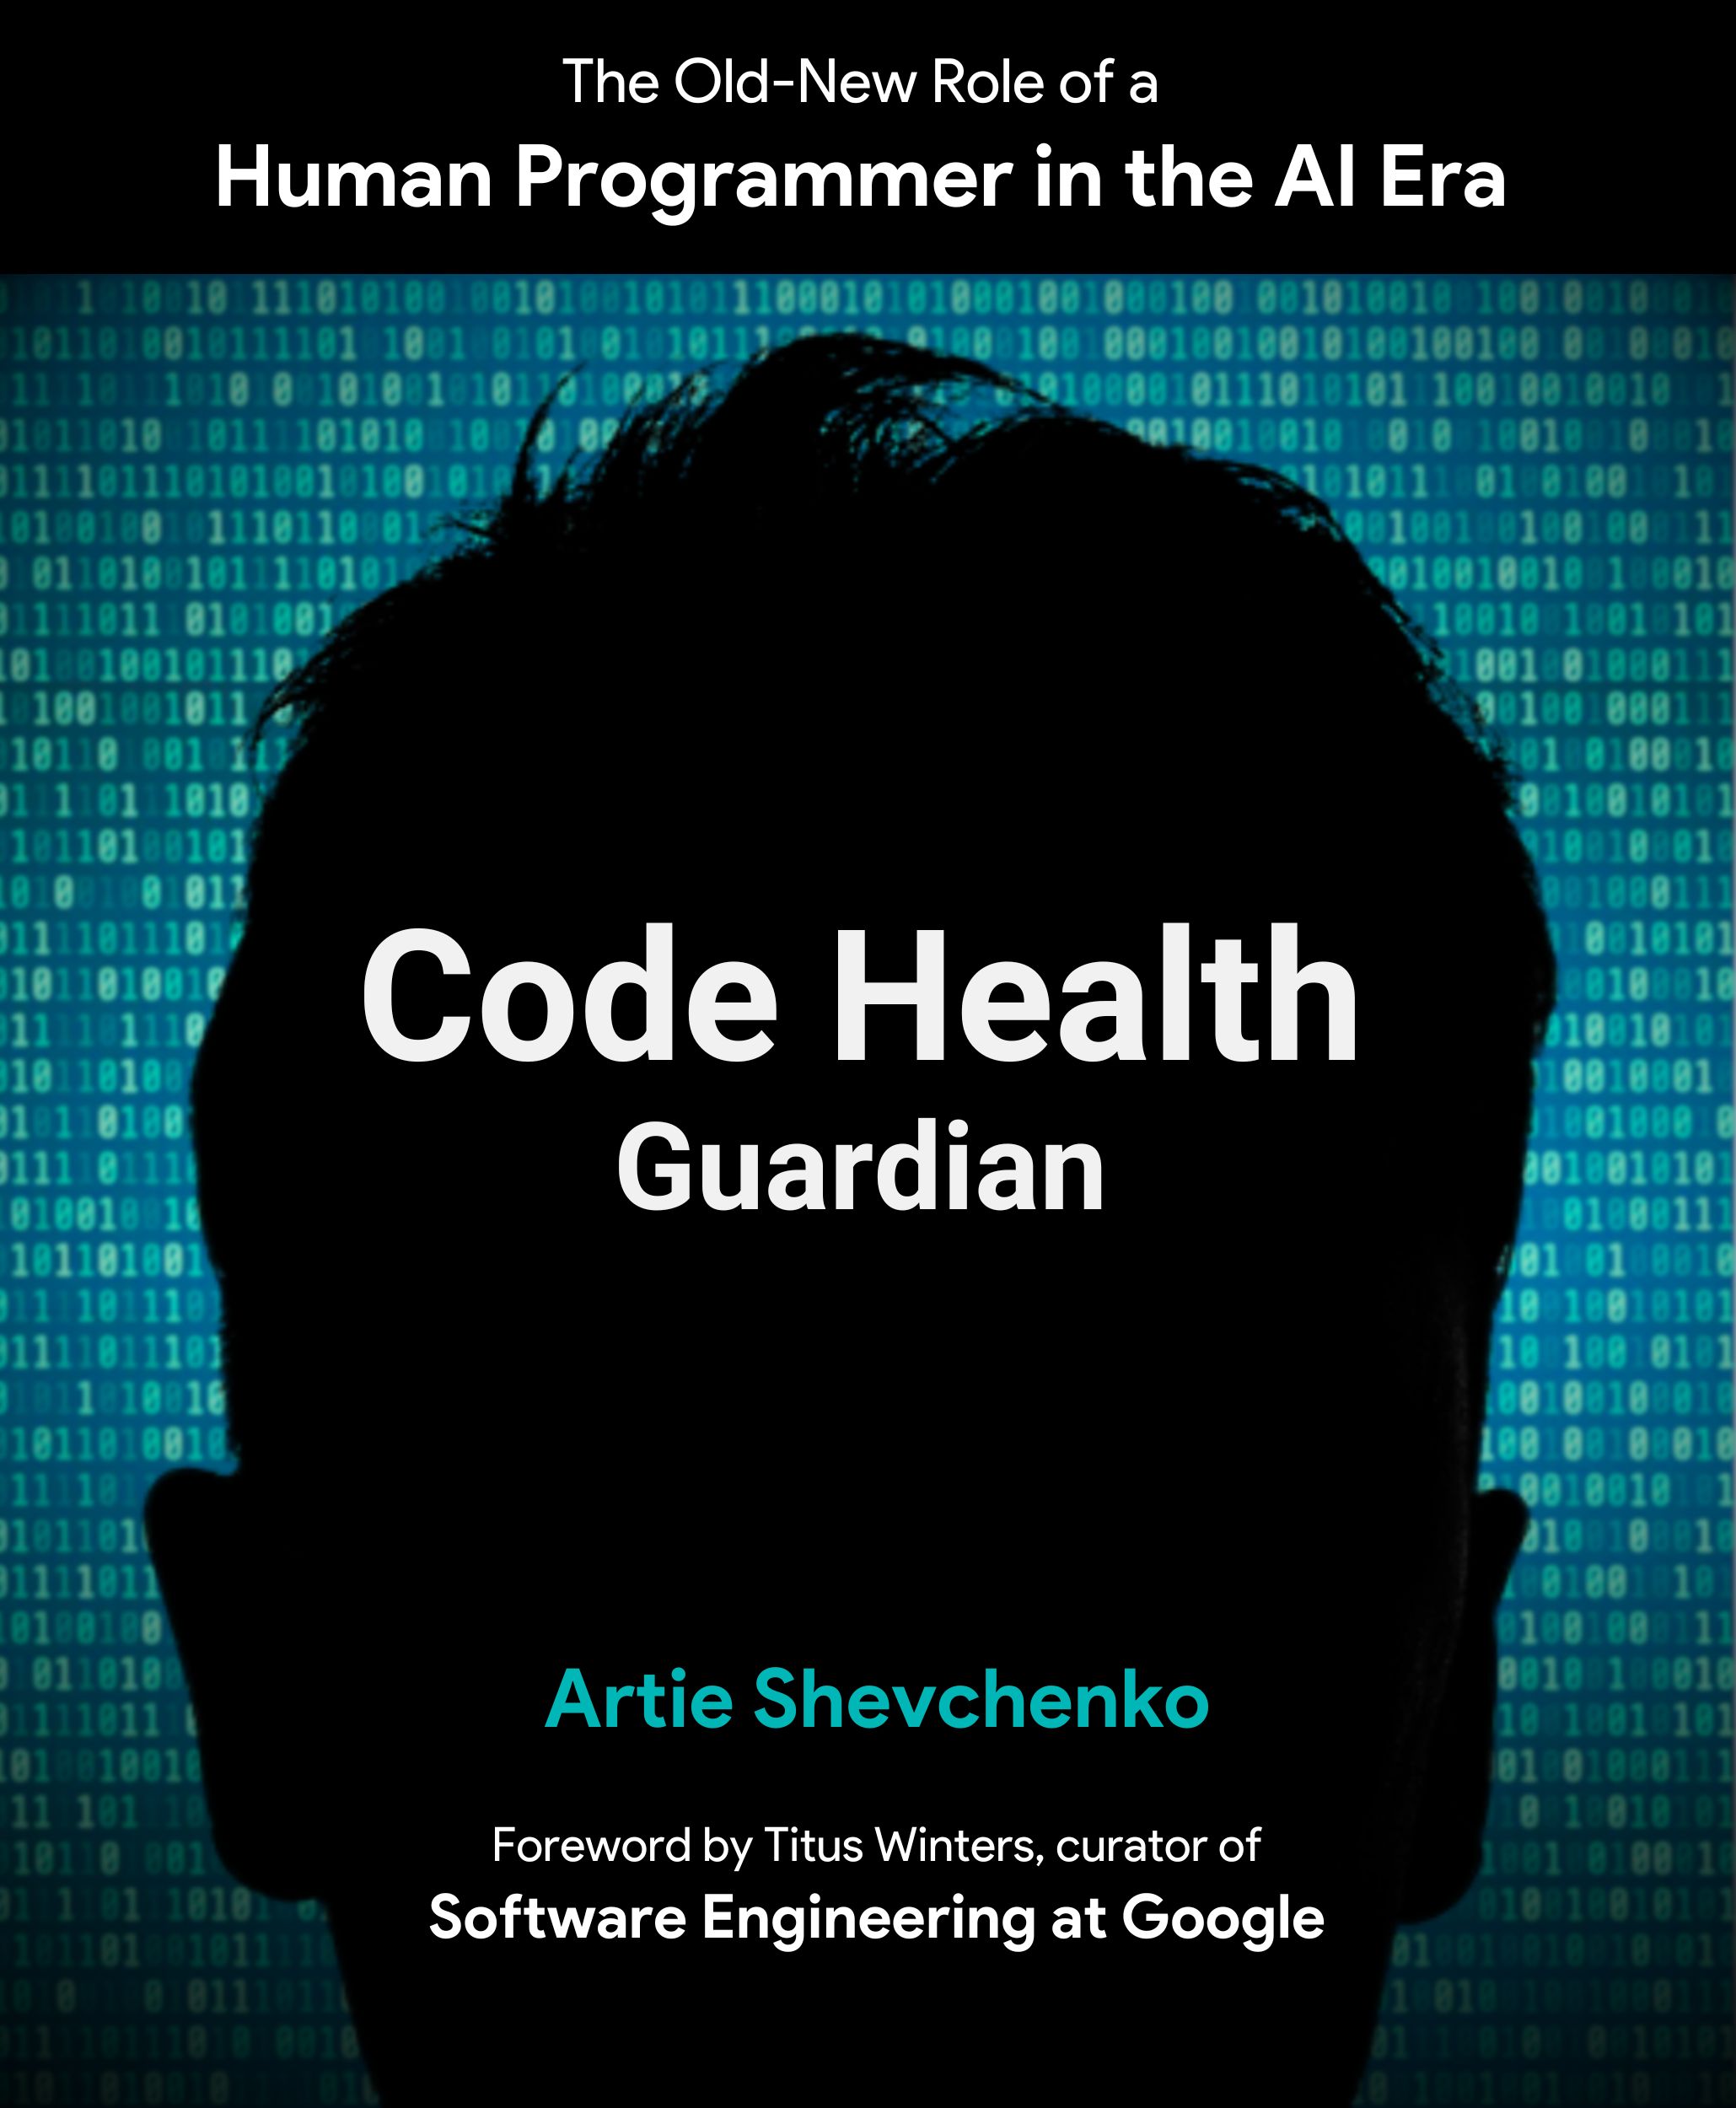 The Old-New Role of a
Human Programmer in the AI Era
Code Health
Guardian
Artie Shevchenko
Foreword by Titus Winters, curator of
Software Engineering at Google